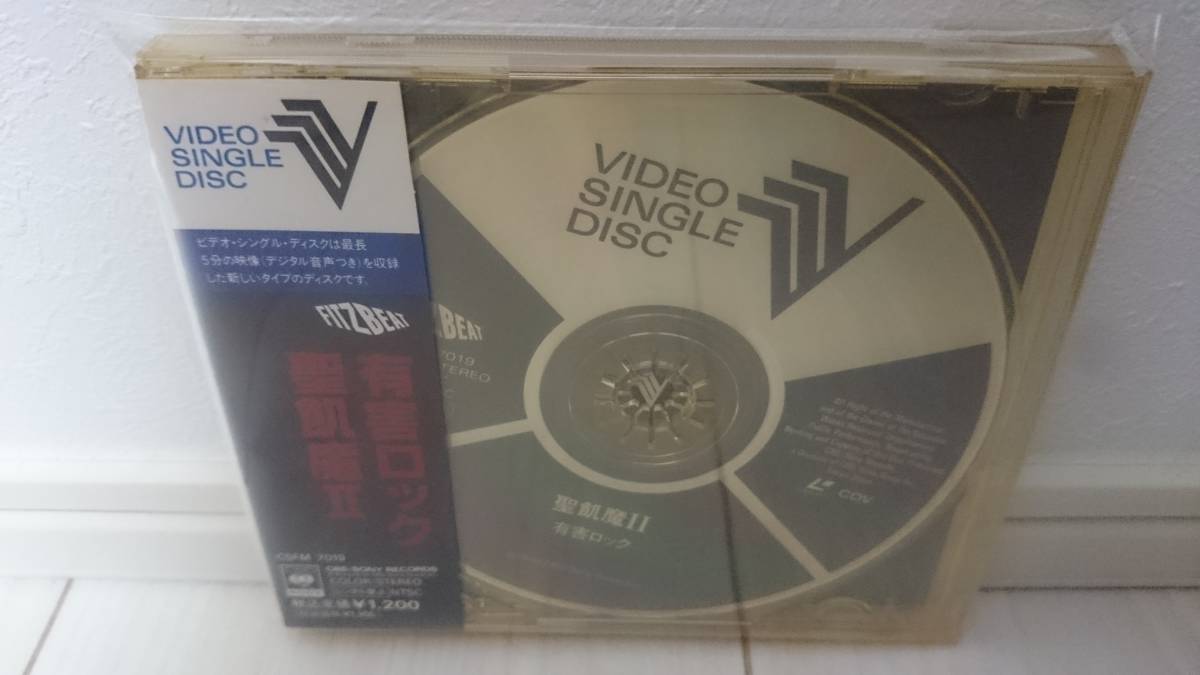 VIDEO
SINGLE
DISC
ビデオ・シングル・ディスクは最長
5分の映像(デジタル音声つき)を収録
した新しいタイプのディスクです。
FITZBEAT
有害ロック
聖飢魔II
CSFM 7019
CBS/SONY RECORDS
COLOR・STEREO
NTSC
税込定価¥1,200
VIDEO
SINGLE
DISC
BEAT
7019
STEREO
聖飢魔II
有害ロック
CDV